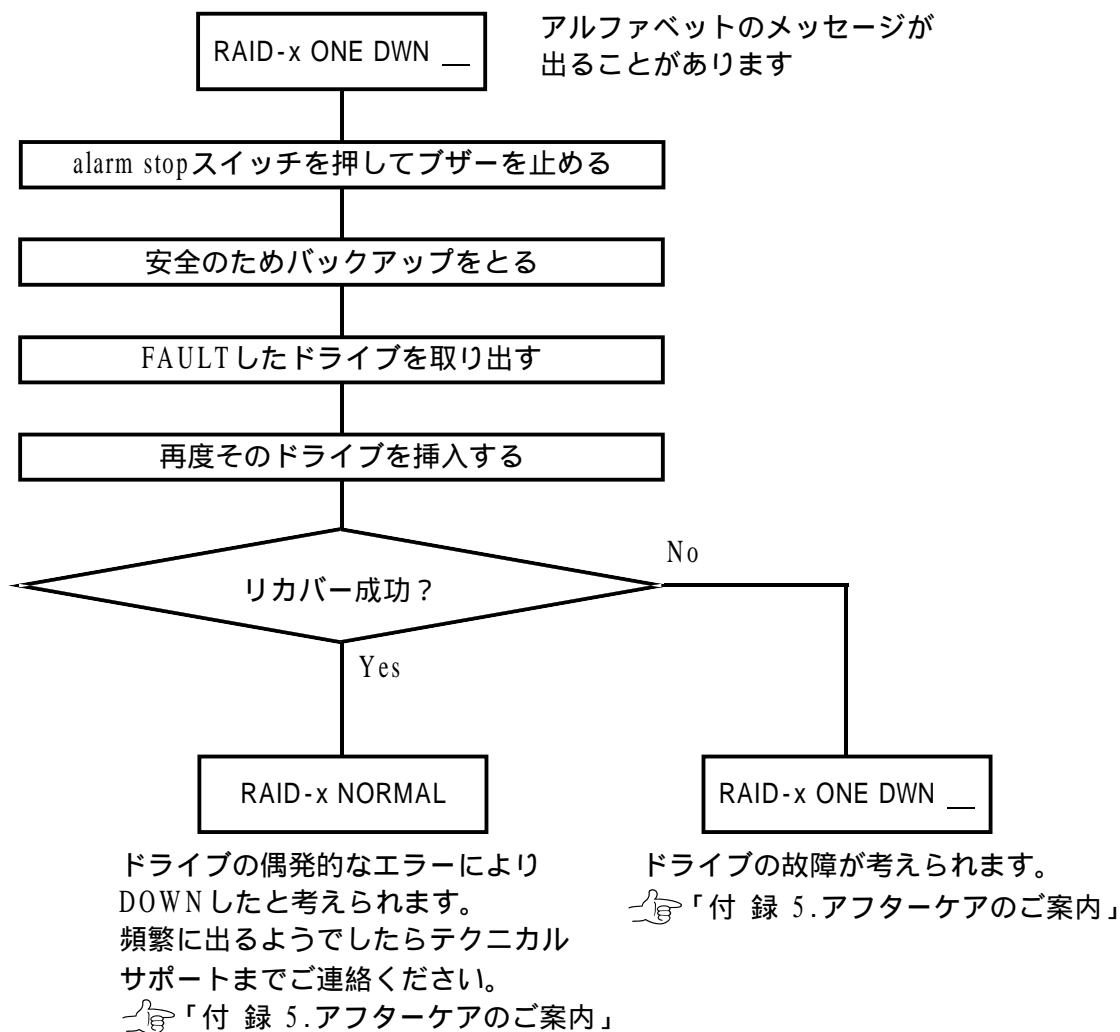 RAID-x ONE DWN __
アルファベットのメッセージが
出ることがあります
alarm stopスイッチを押してブザーを止める
安全のためバックアップをとる
FAULTしたドライブを取り出す
再度そのドライブを挿入する
リカバー成功？
No
Yes
RAID-x NORMAL
ドライブの偶発的なエラーにより
DOWNしたと考えられます。
頻繁に出るようでしたらテクニカル
サポートまでご連絡ください。
「付 録 5.アフターケアのご案内」
RAID-x ONE DWN __
ドライブの故障が考えられます。
「付 録 5.アフターケアのご案内」